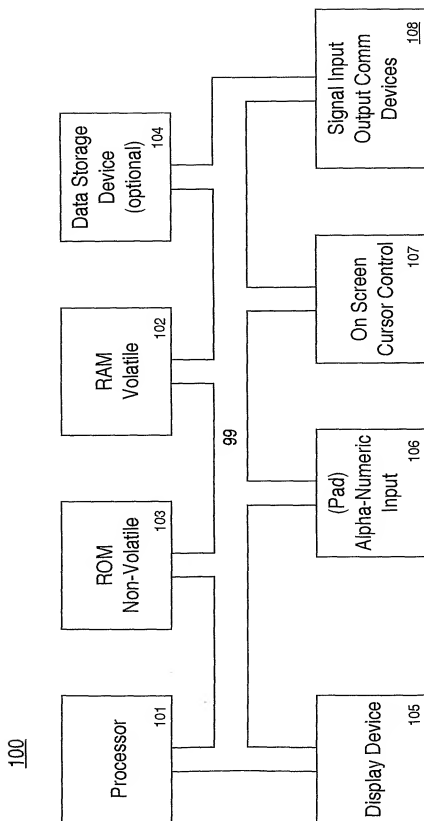 100
Processor
101
ROM
Non-Volatile
103
RAM
Volatile
102
Data Storage
Device
(optional)
104
99
Display Device
105
(Pad)
Alpha-Numeric
Input
106
On Screen
Cursor Control
107
Signal Input
Output Comm
Devices
108